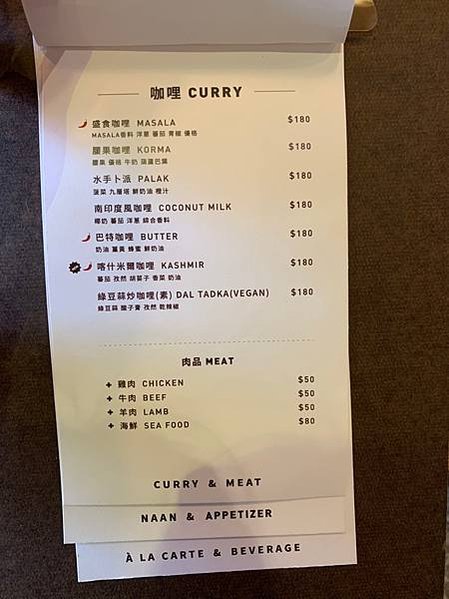 咖哩 CURRY
盛食咖哩 MASALA $180
MASALA香料 洋蔥 蕃茄 青椒 優格
腰果咖哩 KORMA $180
腰果 優格 牛奶 葫蘆巴葉
水手卜派 PALAK $180
菠菜 九層塔 鮮奶油 橙汁
南印度風咖哩 COCONUT MILK $180
椰奶 蕃茄 洋蔥 綜合香料
巴特咖哩 BUTTER $180
奶油 薑黃 蜂蜜 鮮奶油
喀什米爾咖哩 KASHMIR $180
蕃茄 孜然 胡荽子 香菜 奶油
綠豆蒜炒咖哩(素) DAL TADKA(VEGAN) $180
綠豆蒜 酸子膏 孜然 乾辣椒
肉品 MEAT
+ 雞肉 CHICKEN $50
+ 牛肉 BEEF $50
+ 羊肉 LAMB $50
+ 海鮮 SEA FOOD $80
CURRY & MEAT
NAAN & APPETIZER
À LA CARTE & BEVERAGE